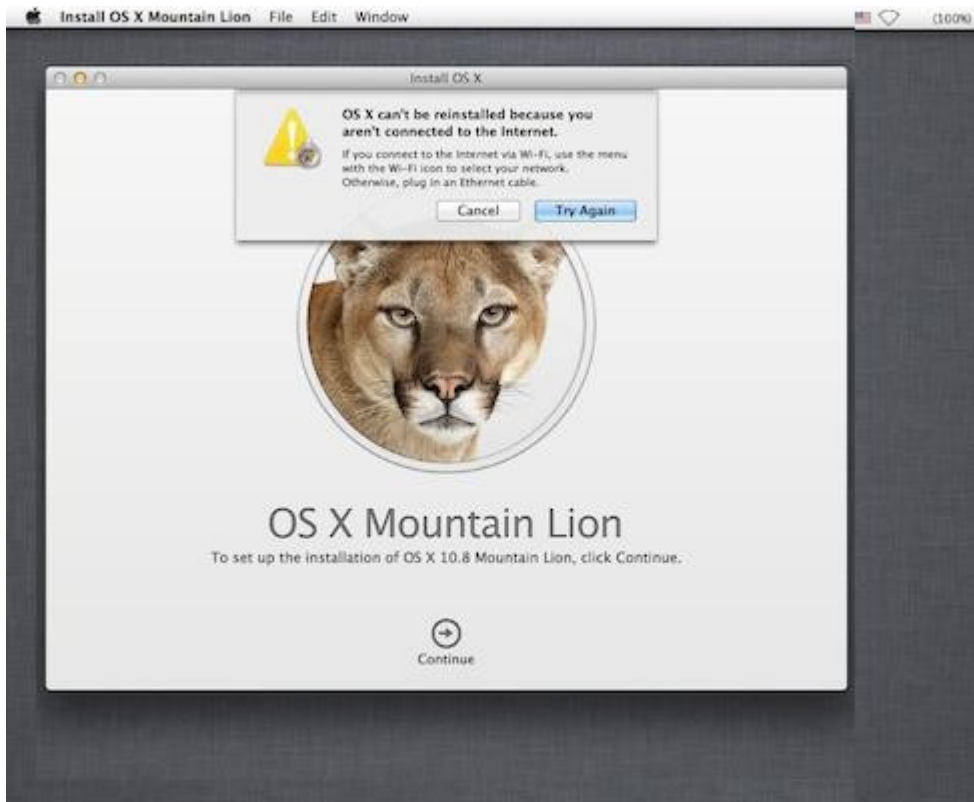 Install OS X Mountain Lion File Edit Window (100%)
Install OS X
OS X can't be reinstalled because you
aren't connected to the Internet.
If you connect to the Internet via Wi-Fi, use the menu
with the Wi-Fi icon to select your network.
Otherwise, plug in an Ethernet cable.
Cancel Try Again
OS X Mountain Lion
To set up the installation of OS X 10.8 Mountain Lion, click Continue.
Continue